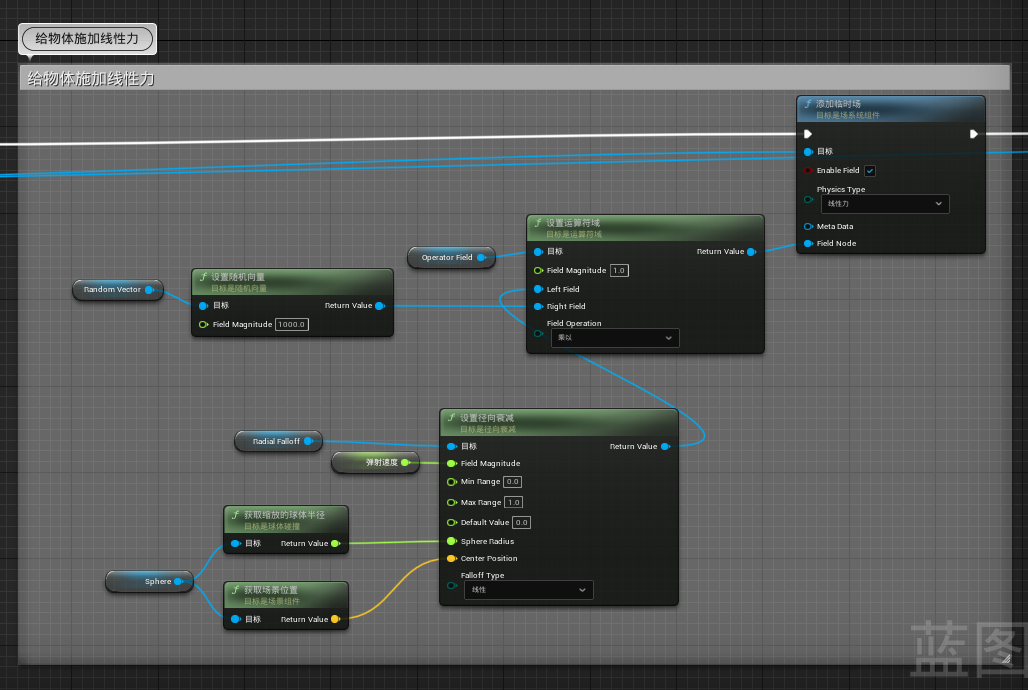 给物体施加线性力
给物体施加线性力
添加临时场
目标是场系统组件
目标
Enable Field
Physics Type
线性力
Meta Data
Field Node
设置运算符域
目标是运算符域
目标
Return Value
Field Magnitude 1.0
Left Field
Right Field
Field Operation
乘以
Operator Field
设置随机向量
目标是随机向量
目标
Return Value
Field Magnitude 1000.0
Random Vector
设置径向衰减
目标是径向衰减
目标
Return Value
Field Magnitude
Min Range 0.0
Max Range 1.0
Default Value 0.0
Sphere Radius
Center Position
Falloff Type
线性
Radial Falloff
弹射速度
获取缩放的球体半径
目标是球体碰撞
目标
Return Value
Sphere
获取场景位置
目标是场景组件
目标
Return Value
蓝图